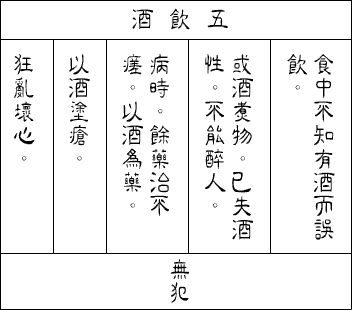 五飲酒
食中不知有酒而誤
飲。
或酒煮物。已失酒
性。不能醉人。
病時。餘藥治不
瘥。以酒為藥。
以酒塗瘡。
狂亂壞心。
無犯